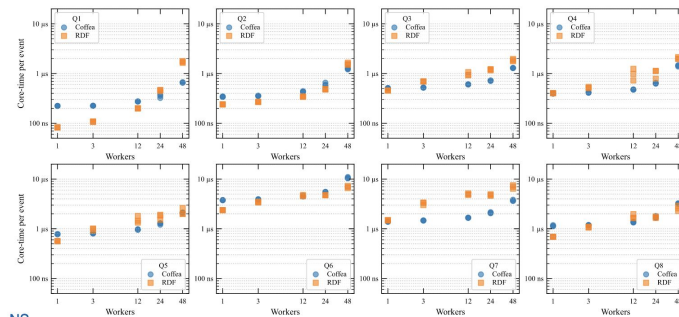 Q1
Coffea
RDF
Q2
Coffea
RDF
Q3
Coffea
RDF
Q4
Coffea
RDF
Core-time per event
10 μs
1 μs
100 ns
1 3 12 24 48
Workers
1 3 12 24 48
Workers
1 3 12 24 48
Workers
1 3 12 24 48
Workers
Core-time per event
10 μs
1 μs
100 ns
Q5
Coffea
RDF
Q6
Coffea
RDF
Q7
Coffea
RDF
Q8
Coffea
RDF
1 3 12 24 48
Workers
1 3 12 24 48
Workers
1 3 12 24 48
Workers
1 3 12 24 48
Workers